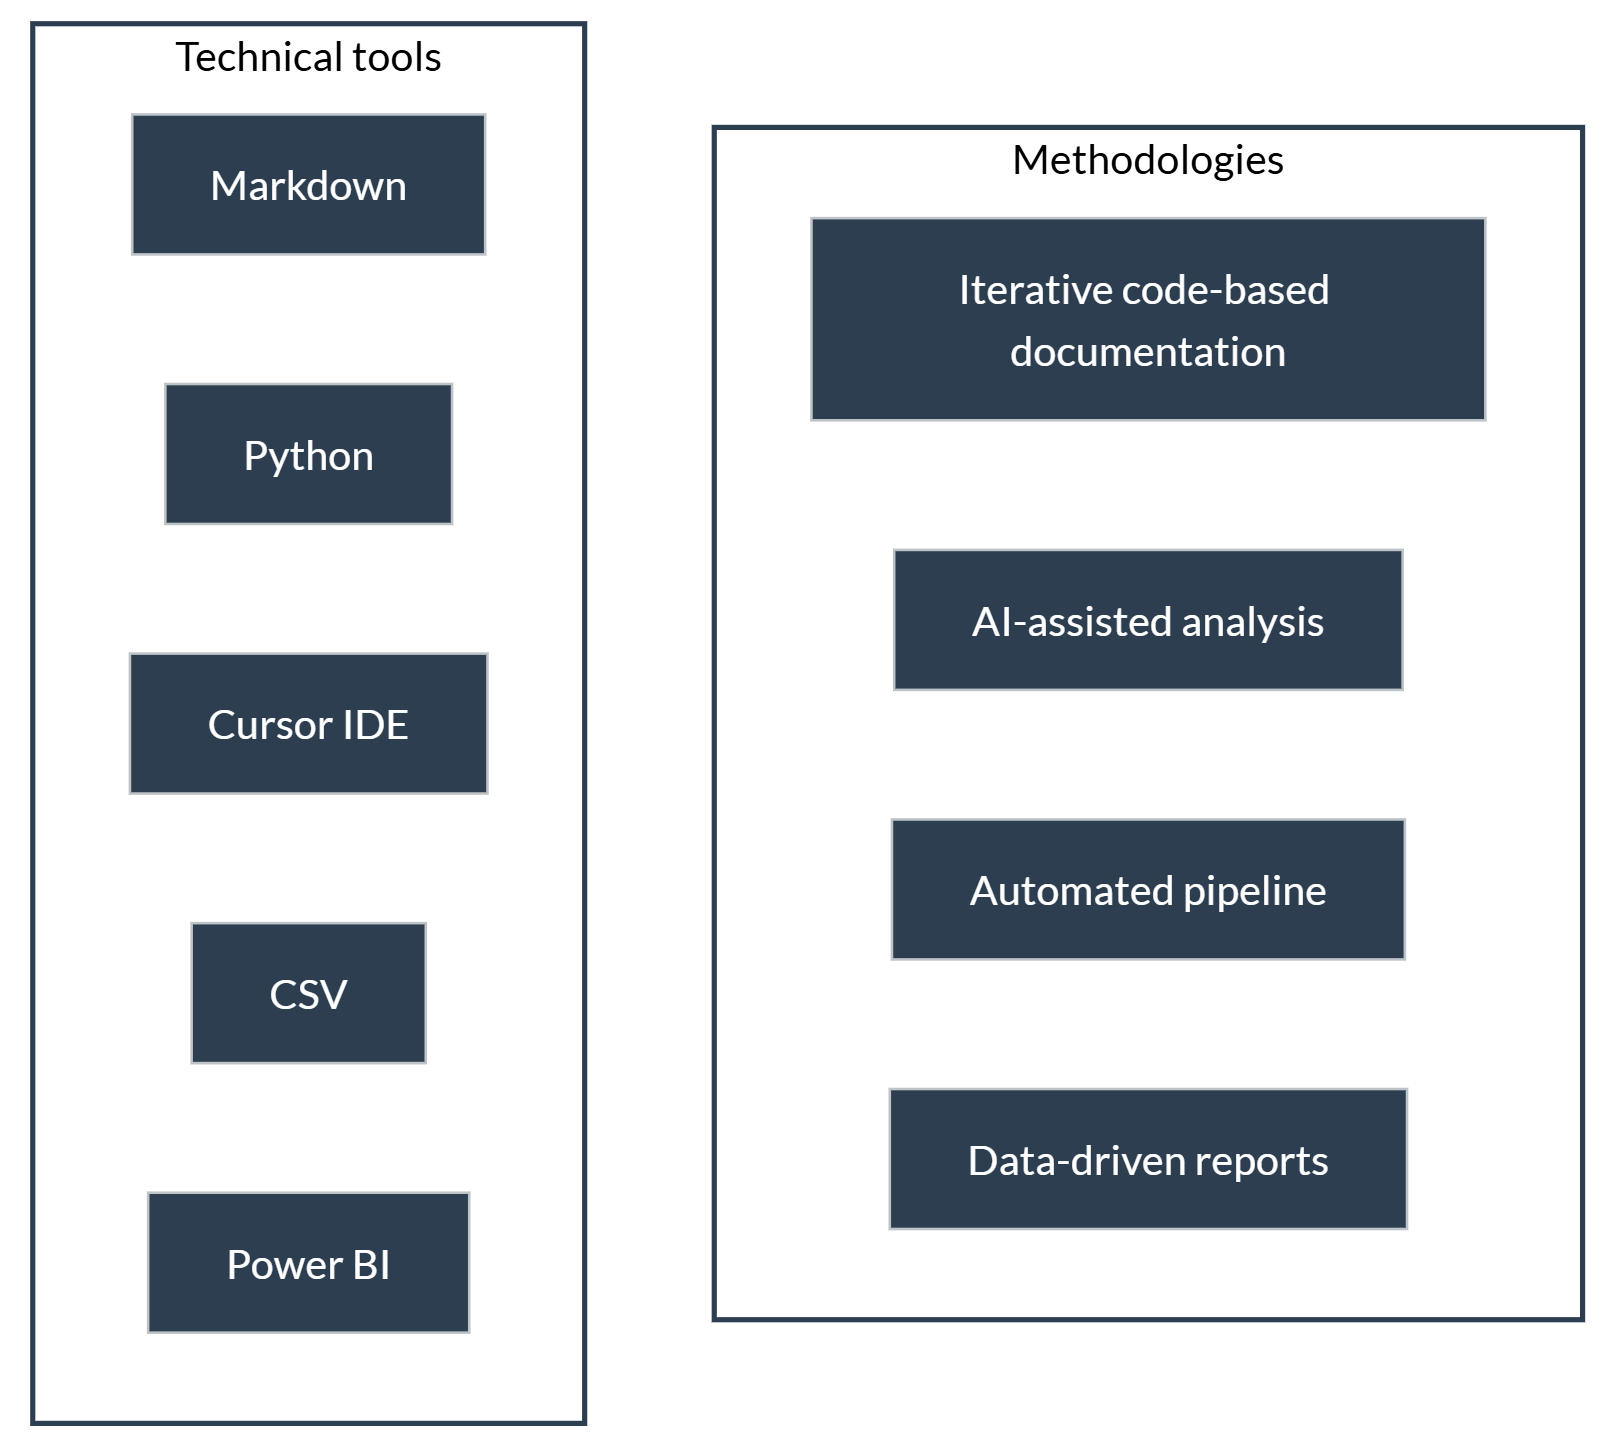 Technical tools
Markdown
Python
Cursor IDE
CSV
Power BI
Methodologies
Iterative code-based
documentation
AI-assisted analysis
Automated pipeline
Data-driven reports